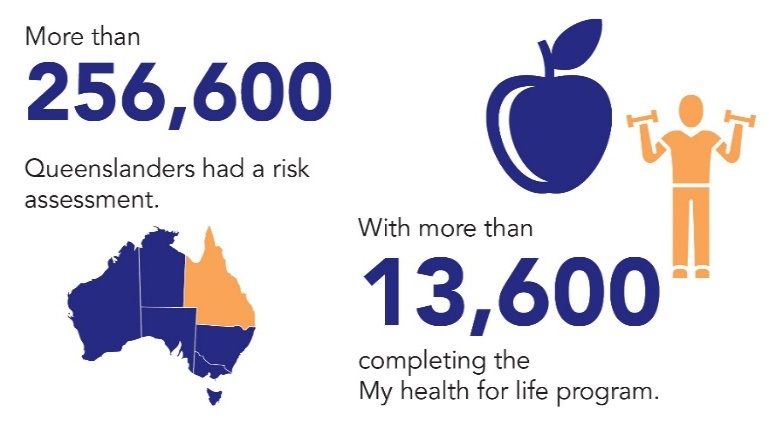 More than
256,600
Queenslanders had a risk
assessment.
With more than
13,600
completing the
My health for life program.